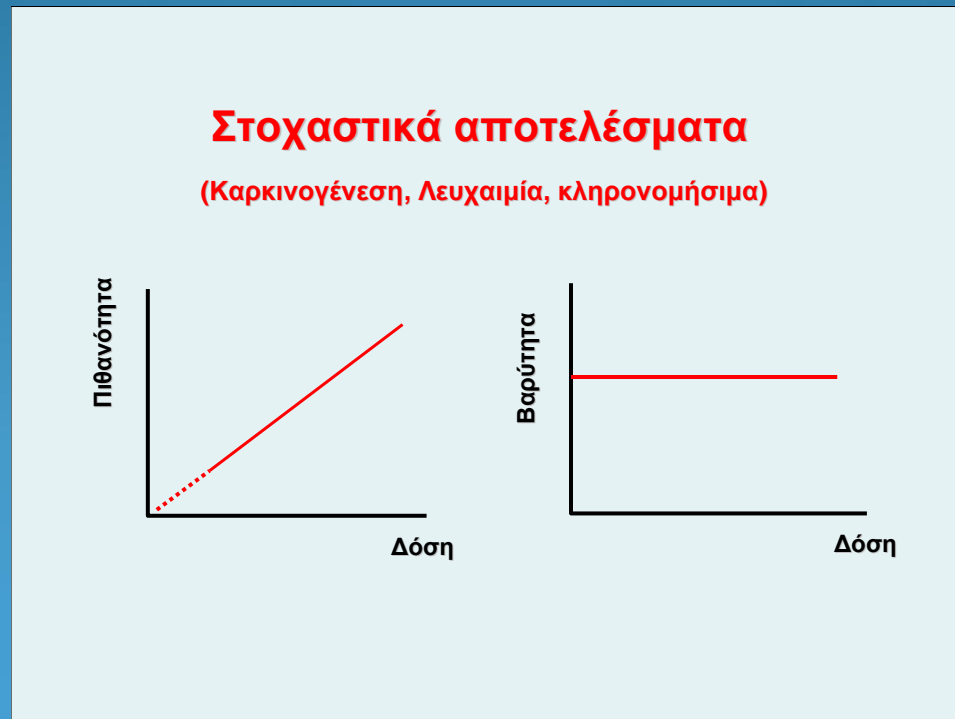 Στοχαστικά αποτελέσματα
(Καρκινογένεση, Λευχαιμία, κληρονομήσιμα)
Πιθανότητα
Δόση
Βαρύτητα
Δόση